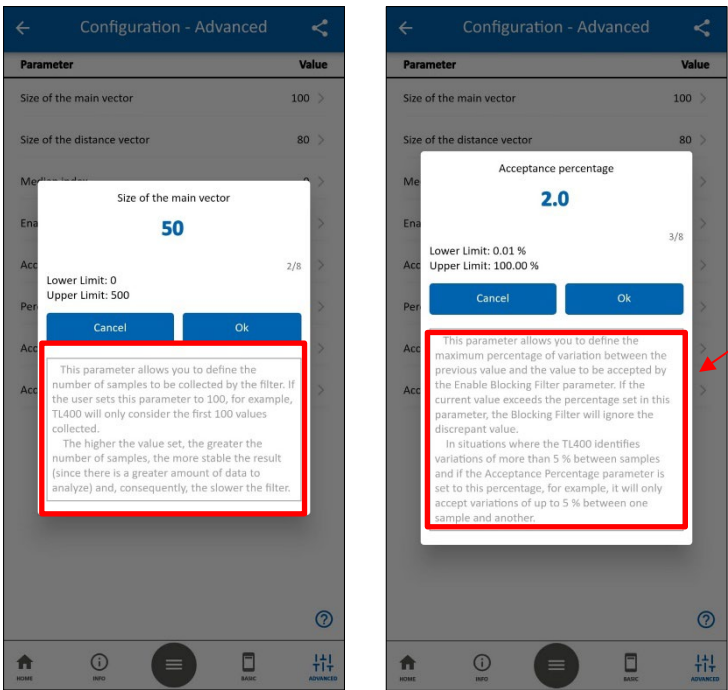 Configuration - Advanced
Parameter Value
Size of the main vector 100
Size of the distance vector 80
Size of the main vector
50
2/8
Lower Limit: 0
Upper Limit: 500
Cancel Ok
This parameter allows you to define the
number of samples to be collected by the filter. If
the user sets this parameter to 100, for example,
TL400 will only consider the first 100 values
collected.
The higher the value set, the greater the
number of samples, the more stable the result
(since there is a greater amount of data to
analyze) and, consequently, the slower the filter.
HOME INFO BASIC ADVANCED
Configuration - Advanced
Parameter Value
Size of the main vector 100
Size of the distance vector 80
Acceptance percentage
2.0
3/8
Lower Limit: 0.01 %
Upper Limit: 100.00 %
Cancel Ok
This parameter allows you to define the
maximum percentage of variation between the
previous value and the value to be accepted by
the Enable Blocking Filter parameter. If the
current value exceeds the percentage set in this
parameter, the Blocking Filter will ignore the
discrepant value.
In situations where the TL400 identifies
variations of more than 5 % between samples
and if the Acceptance Percentage parameter is
set to this percentage, for example, it will only
accept variations of up to 5 % between one
sample and another.
HOME INFO BASIC ADVANCED